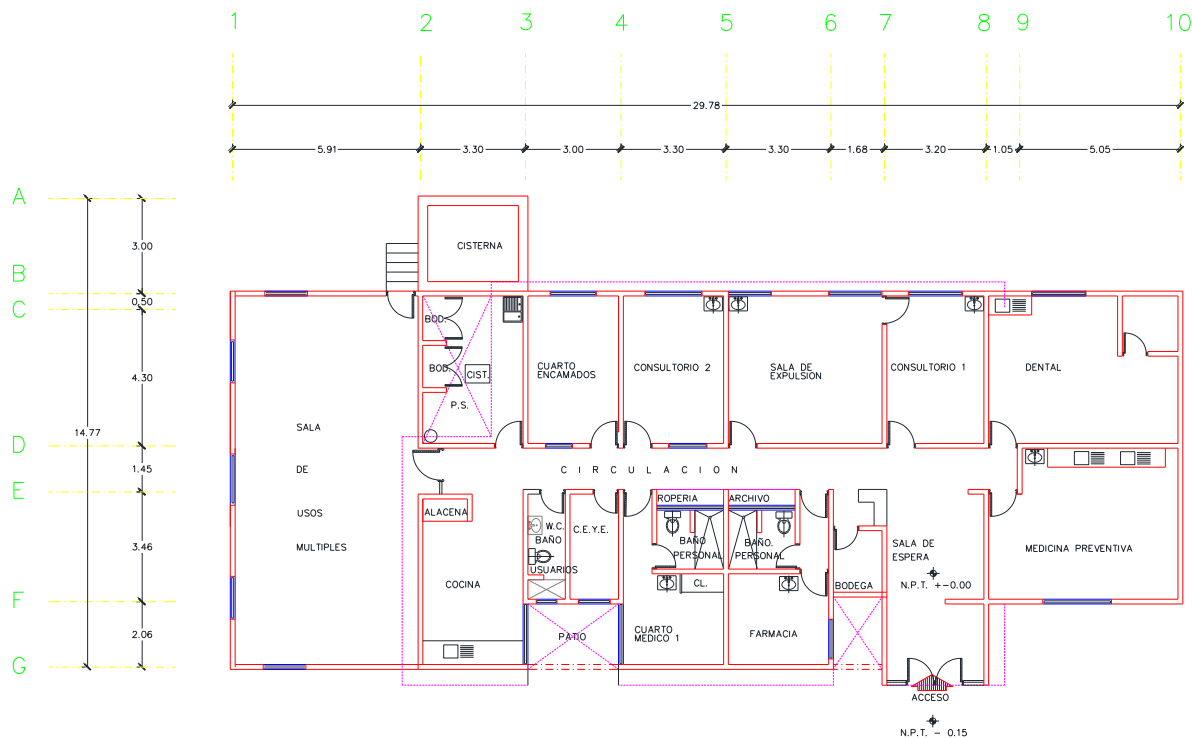 1 2 3 4 5 6 7 8 9 10
29.78
5.91 3.30 3.00 3.30 3.30 1.68 3.20 1.05 5.05
A
B
C
D
E
F
G
3.00
0.50
4.30
14.77
1.45
3.46
2.06
CISTERNA
BOD.
BOD
CIST.
P.S.
CUARTO
ENCAMADOS
CONSULTORIO 2
SALA DE
EXPULSION
CONSULTORIO 1
DENTAL
SALA
DE
USOS
MULTIPLES
CIRCULACION
ALACENA
COCINA
W.C.
BAÑO
USUARIOS
C.E.Y.E.
ROPERIA
ARCHIVO
BAÑO
PERSONAL
BAÑO.
PERSONAL
CL.
BODEGA
SALA DE
ESPERA
N.P.T. +-0.00
MEDICINA PREVENTIVA
PATIO
CUARTO
MEDICO 1
FARMACIA
ACCESO
N.P.T. - 0.15